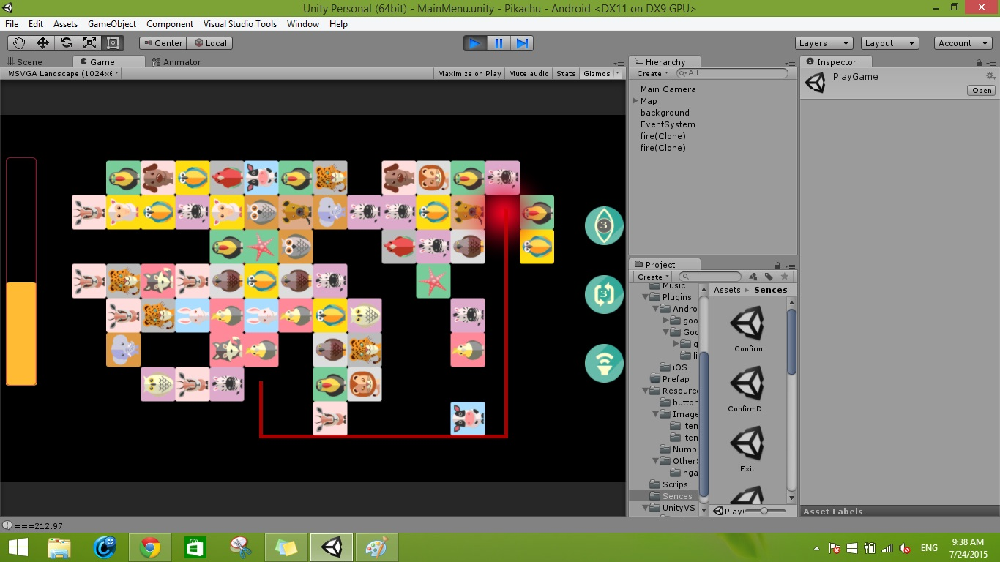 Unity Personal (64bit) - MainMenu.unity - Pikachu - Android <DX11 on DX9 GPU>
File Edit Assets GameObject Component Visual Studio Tools Window Help
Center Local Layers Layout Account
Scene Game Animator
WSVGA Landscape (1024x6 Maximize on Play Mute audio Stats Gizmos
Hierarchy
Create All
Main Camera
Map
background
EventSystem
fire(Clone)
fire(Clone)
Inspector
PlayGame
Open
3
3
Project
Create
Music
Plugins
Andro
goo
Goo
g
li
iOS
Prefap
Resource
button
Image
item
item
Numb
Other
nga
Scrips
Sences
UnityVS
Assets Sences
Confirm
ConfirmD...
Exit
Play
Asset Labels
===212.97
ENG
9:38 AM
7/24/2015